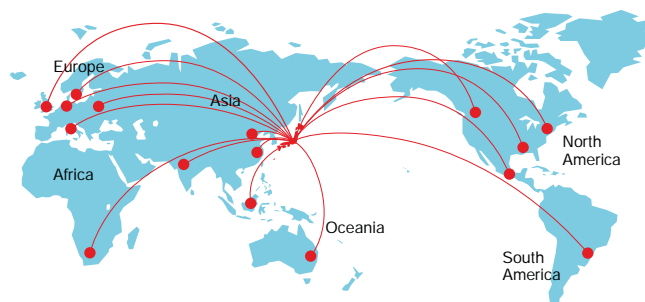 Europe
Asia
North
America
Africa
Oceania
South
America